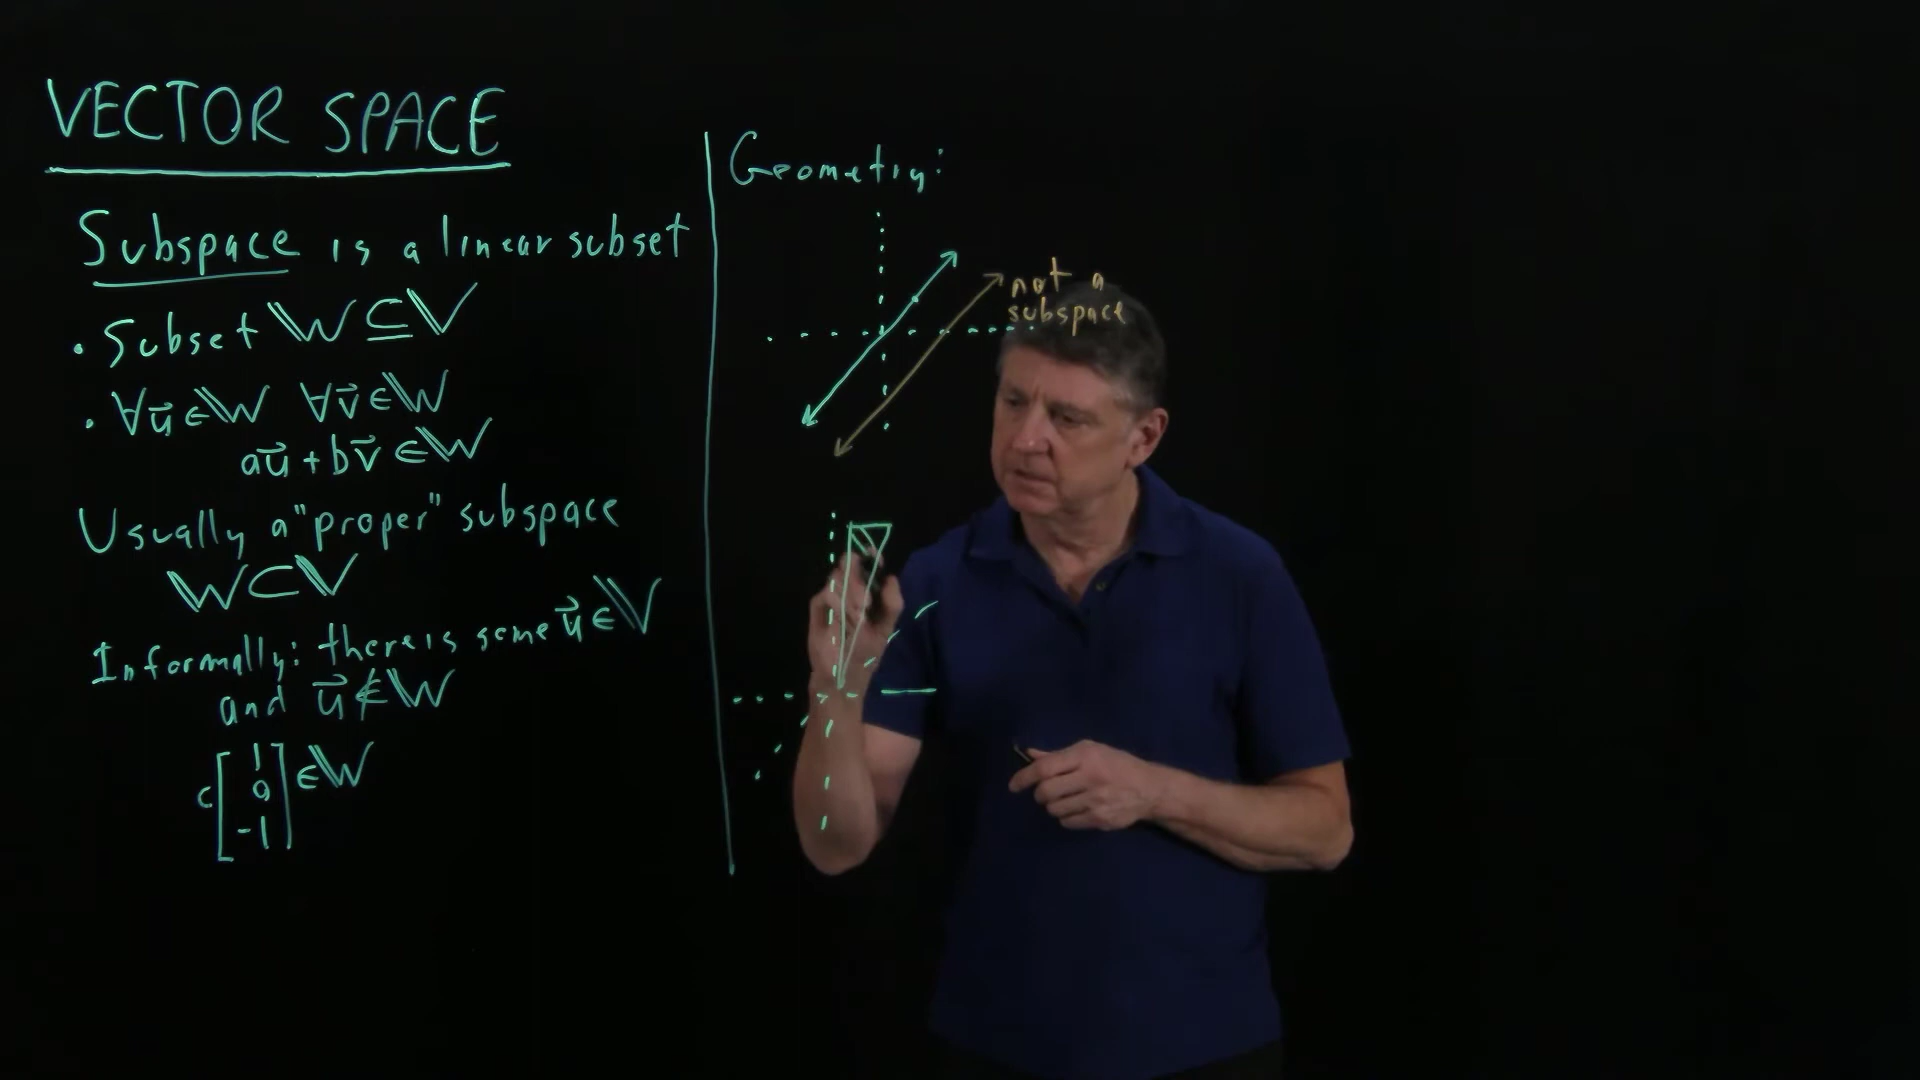 VECTOR SPACE
Subspace is a linear subset
• Subset 𝕎 ⊆ 𝕍
• ∀u⃗ ∈ 𝕎 ∀v⃗ ∈ 𝕎
au⃗ + bv⃗ ∈ 𝕎
Usually a "proper" subspace
𝕎 ⊂ 𝕍
Informally: there is some u⃗ ∈ 𝕍
and u⃗ ∉ 𝕎
c [ 1
0
-1 ] ∈ 𝕎
Geometry:
not a
subspace